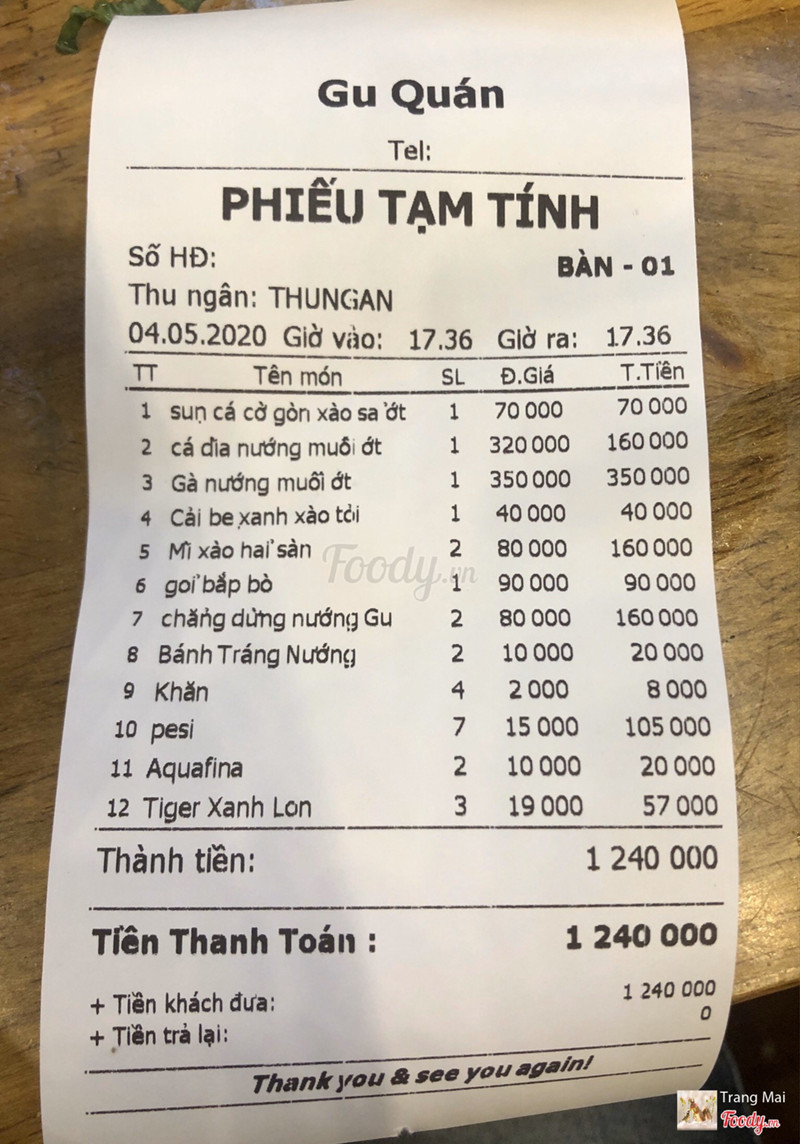 Gu Quán
Tel:
PHIẾU TẠM TÍNH
Số HĐ:
BÀN - 01
Thu ngân: THUNGAN
04.05.2020 Giờ vào: 17.36 Giờ ra: 17.36
TT Tên món SL Đ.Giá T.Tiền
1 sụn cá cờ gòn xào sả ớt 1 70 000 70 000
2 cá dìa nướng muối ớt 1 320 000 160 000
3 Gà nướng muối ớt 1 350 000 350 000
4 Cải bẹ xanh xào tỏi 1 40 000 40 000
5 Mì xào hải sản 2 80 000 160 000
6 gỏi bắp bò 1 90 000 90 000
7 chẳng dừng nướng Gu 2 80 000 160 000
8 Bánh Tráng Nướng 2 10 000 20 000
9 Khăn 4 2 000 8 000
10 pesi 7 15 000 105 000
11 Aquafina 2 10 000 20 000
12 Tiger Xanh Lon 3 19 000 57 000
Thành tiền: 1 240 000
Tiền Thanh Toán : 1 240 000
+ Tiền khách đưa: 1 240 000
+ Tiền trả lại: 0
Thank you & see you again!
Foody.vn
Trang Mai
Foody.vn